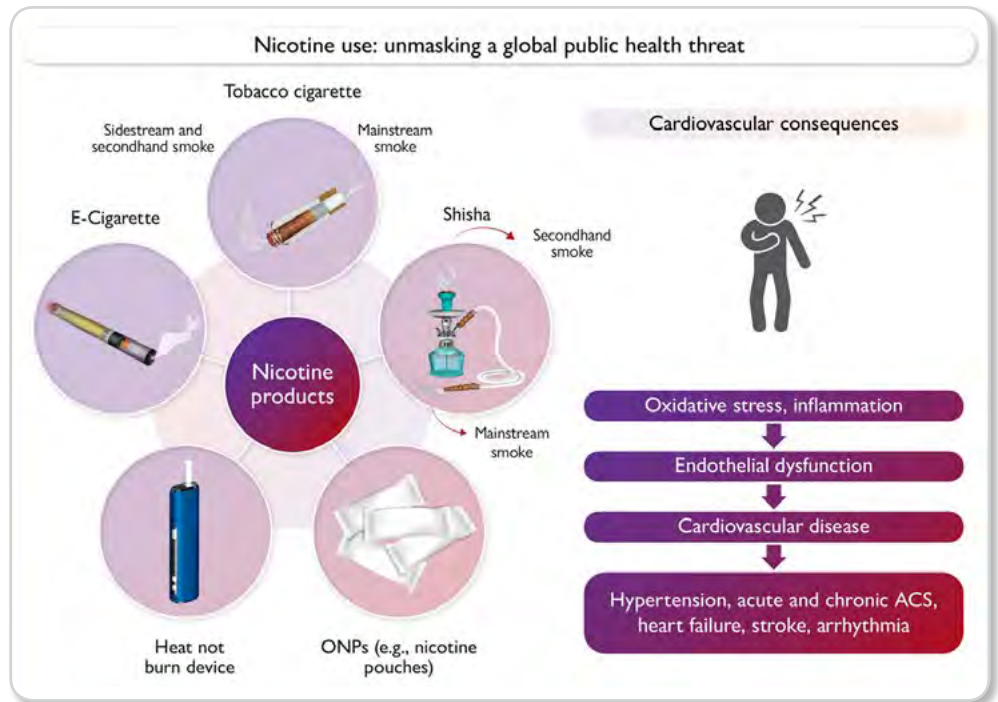 Nicotine use: unmasking a global public health threat
Tobacco cigarette
Sidestream and
secondhand smoke
Mainstream
smoke
E-Cigarette
Shisha
Secondhand
smoke
Nicotine
products
Mainstream
smoke
Heat not
burn device
ONPs (e.g., nicotine
pouches)
Cardiovascular consequences
Oxidative stress, inflammation
Endothelial dysfunction
Cardiovascular disease
Hypertension, acute and chronic ACS,
heart failure, stroke, arrhythmia